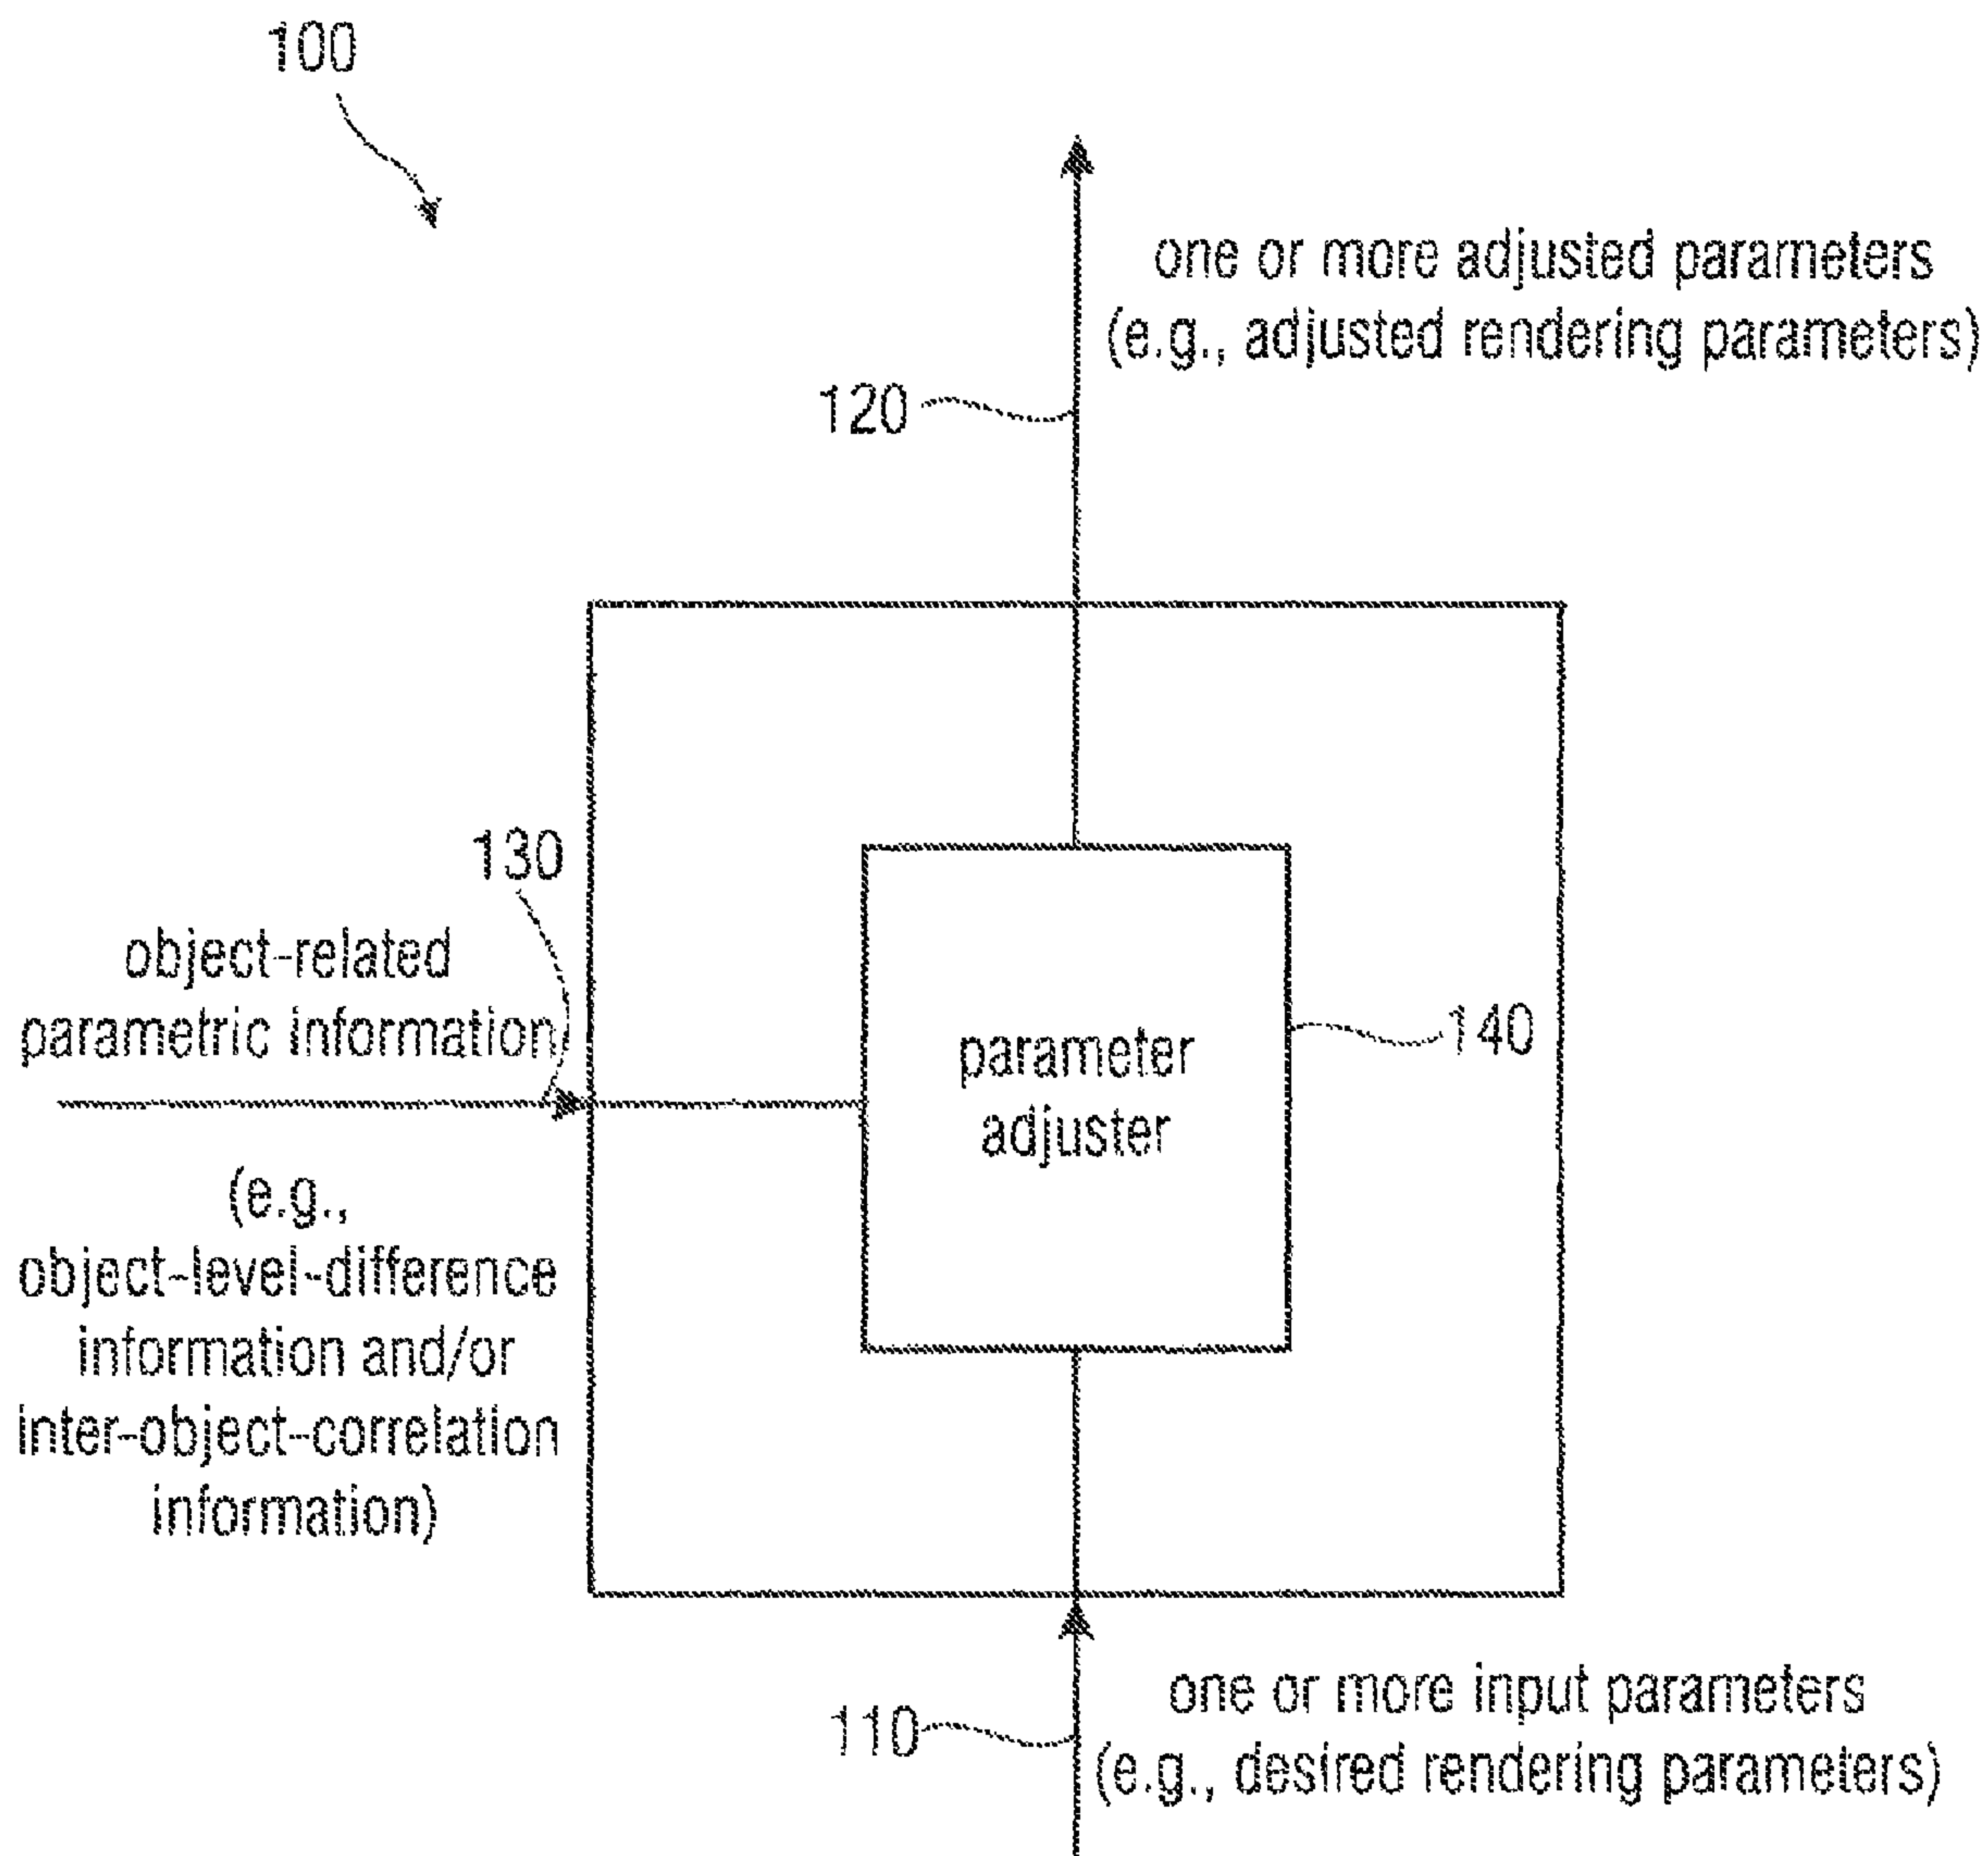 100
one or more adjusted parameters
(e.g., adjusted rendering parameters)
120
130
object-related
parametric information
140
parameter
adjuster
(e.g.,
object-level-difference
information and/or
inter-object-correlation
information)
one or more input parameters
110
(e.g., desired rendering parameters)